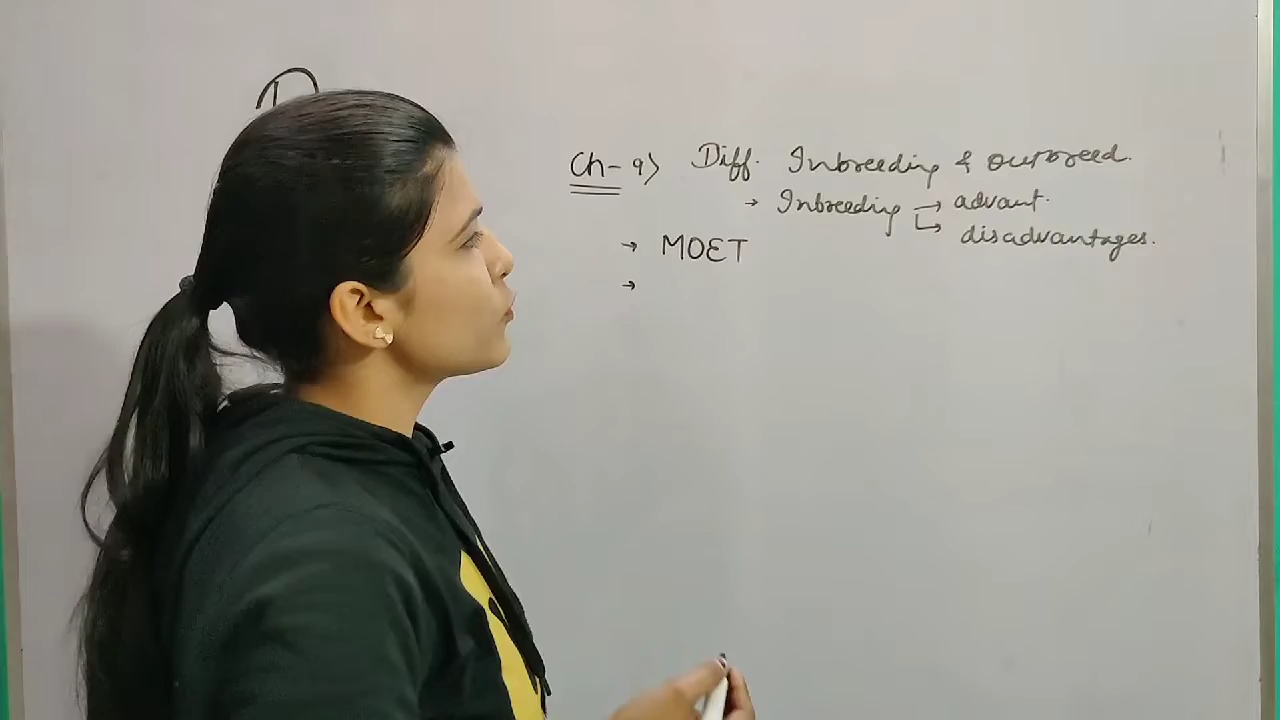 Ch-9) Diff. Inbreeding & outbreed.
→ Inbreeding → advant.
↳ disadvantages.
→ MOET
→